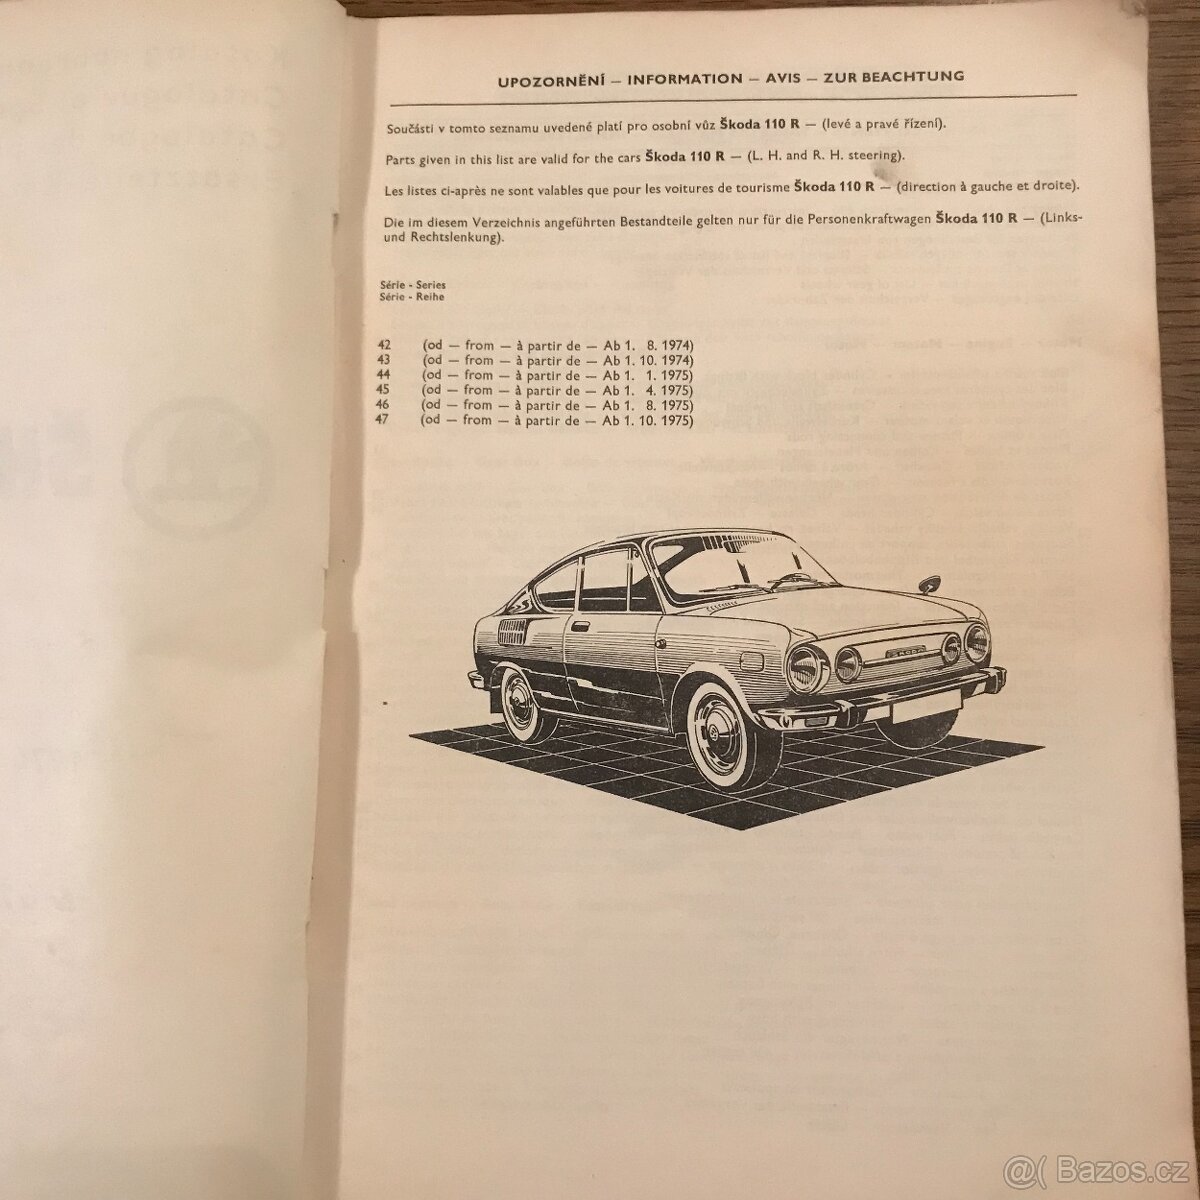 UPOZORNĚNÍ — INFORMATION — AVIS — ZUR BEACHTUNG
Součásti v tomto seznamu uvedené platí pro osobní vůz Škoda 110 R — (levé a pravé řízení).
Parts given in this list are valid for the cars Škoda 110 R — (L. H. and R. H. steering).
Les listes ci-après ne sont valables que pour les voitures de tourisme Škoda 110 R — (direction à gauche et droite).
Die im diesem Verzeichnis angeführten Bestandteile gelten nur für die Personenkraftwagen Škoda 110 R — (Links-
und Rechtslenkung).
Série - Series
Série - Reihe
42 (od — from — à partir de — Ab 1. 8. 1974)
43 (od — from — à partir de — Ab 1. 10. 1974)
44 (od — from — à partir de — Ab 1. 1. 1975)
45 (od — from — à partir de — Ab 1. 4. 1975)
46 (od — from — à partir de — Ab 1. 8. 1975)
47 (od — from — à partir de — Ab 1. 10. 1975)
ŠKODA
@( Bazos.cz